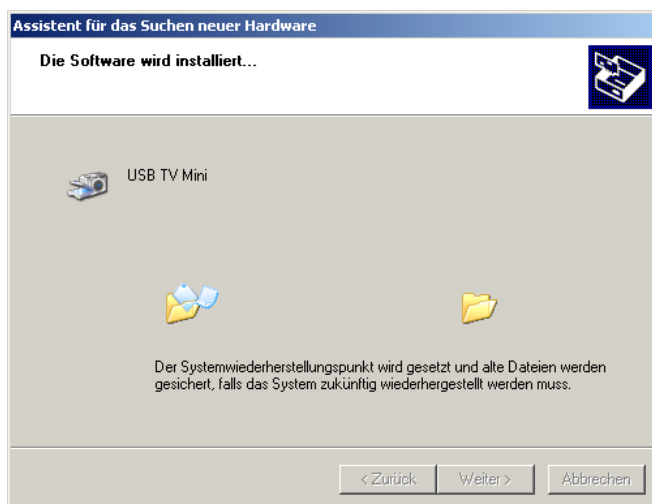 Assistent für das Suchen neuer Hardware
Die Software wird installiert...
USB TV Mini
Der Systemwiederherstellungspunkt wird gesetzt und alte Dateien werden
gesichert, falls das System zukünftig wiederhergestellt werden muss.
< Zurück
Weiter >
Abbrechen